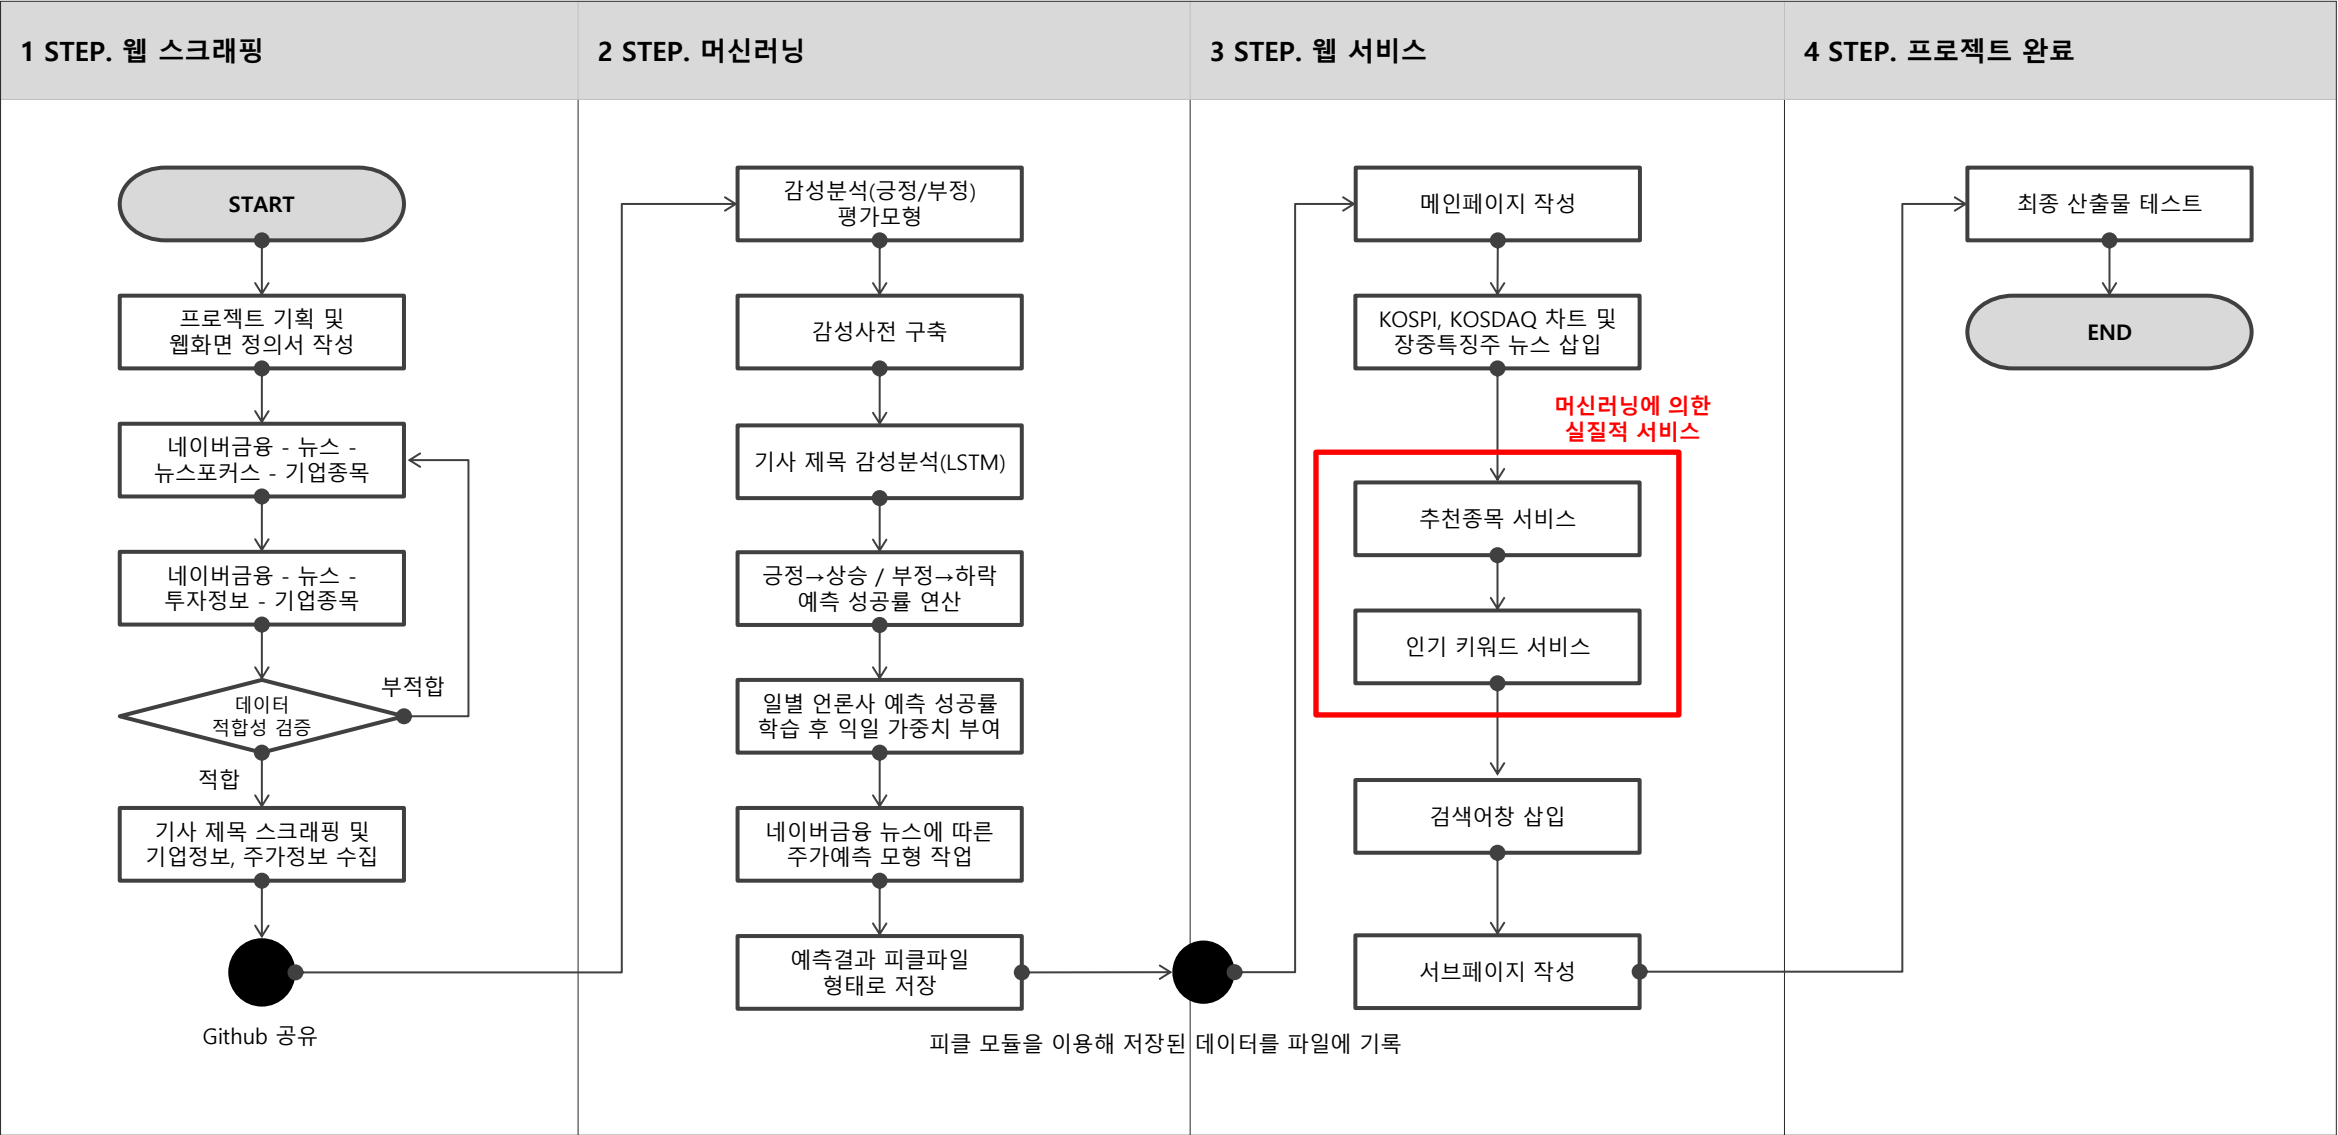 1 STEP. 웹 스크래핑
2 STEP. 머신러닝
3 STEP. 웹 서비스
4 STEP. 프로젝트 완료
START
프로젝트 기획 및
웹화면 정의서 작성
네이버금융 - 뉴스 -
뉴스포커스 - 기업종목
네이버금융 - 뉴스 -
투자정보 - 기업종목
데이터
적합성 검증
부적합
적합
기사 제목 스크래핑 및
기업정보, 주가정보 수집
Github 공유
감성분석(긍정/부정)
평가모형
감성사전 구축
기사 제목 감성분석(LSTM)
긍정→상승 / 부정→하락
예측 성공률 연산
일별 언론사 예측 성공률
학습 후 익일 가중치 부여
네이버금융 뉴스에 따른
주가예측 모형 작업
예측결과 피클파일
형태로 저장
피클 모듈을 이용해 저장된 데이터를 파일에 기록
메인페이지 작성
KOSPI, KOSDAQ 차트 및
장중특징주 뉴스 삽입
머신러닝에 의한
실질적 서비스
추천종목 서비스
인기 키워드 서비스
검색어창 삽입
서브페이지 작성
최종 산출물 테스트
END